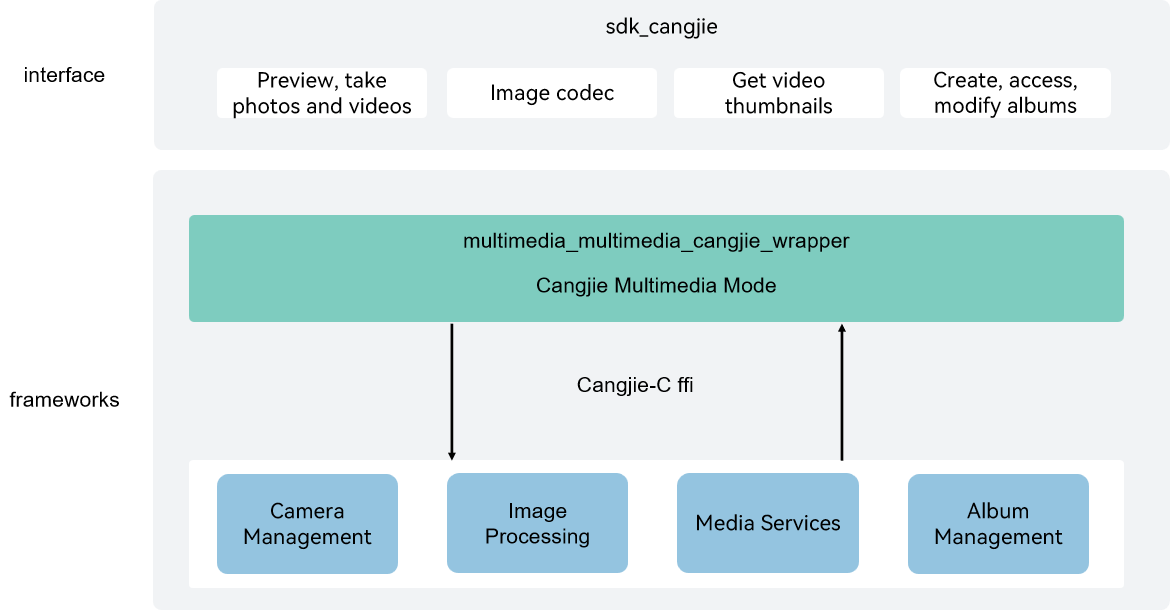 sdk_cangjie
interface
Preview, take
photos and videos
Image codec
Get video
thumbnails
Create, access,
modify albums
multimedia_multimedia_cangjie_wrapper
Cangjie Multimedia Mode
Cangjie-C ffi
frameworks
Camera
Management
Image
Processing
Media Services
Album
Management